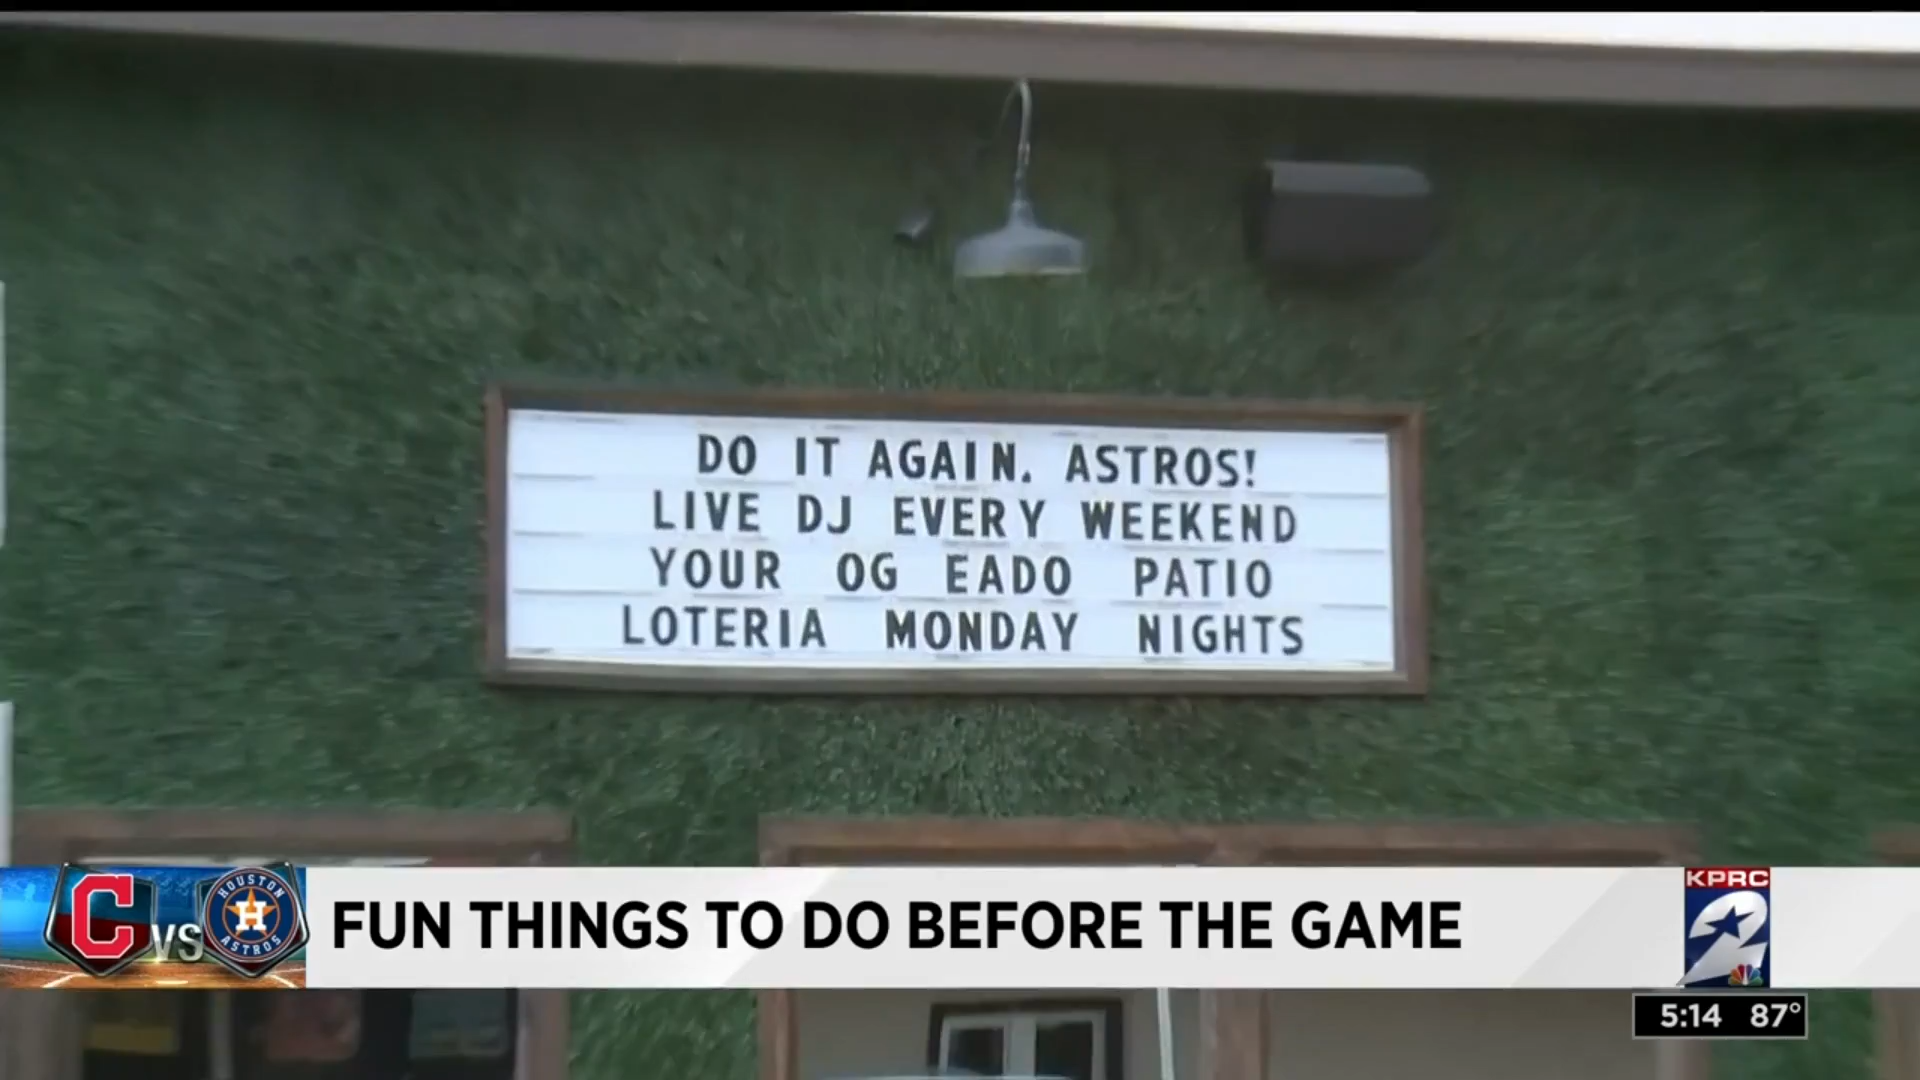 DO IT AGAIN. ASTROS!
LIVE DJ EVERY WEEKEND
YOUR OG EADO PATIO
LOTERIA MONDAY NIGHTS
C VS HOUSTON H ASTROS
FUN THINGS TO DO BEFORE THE GAME
KPRC
2
5:14 87°